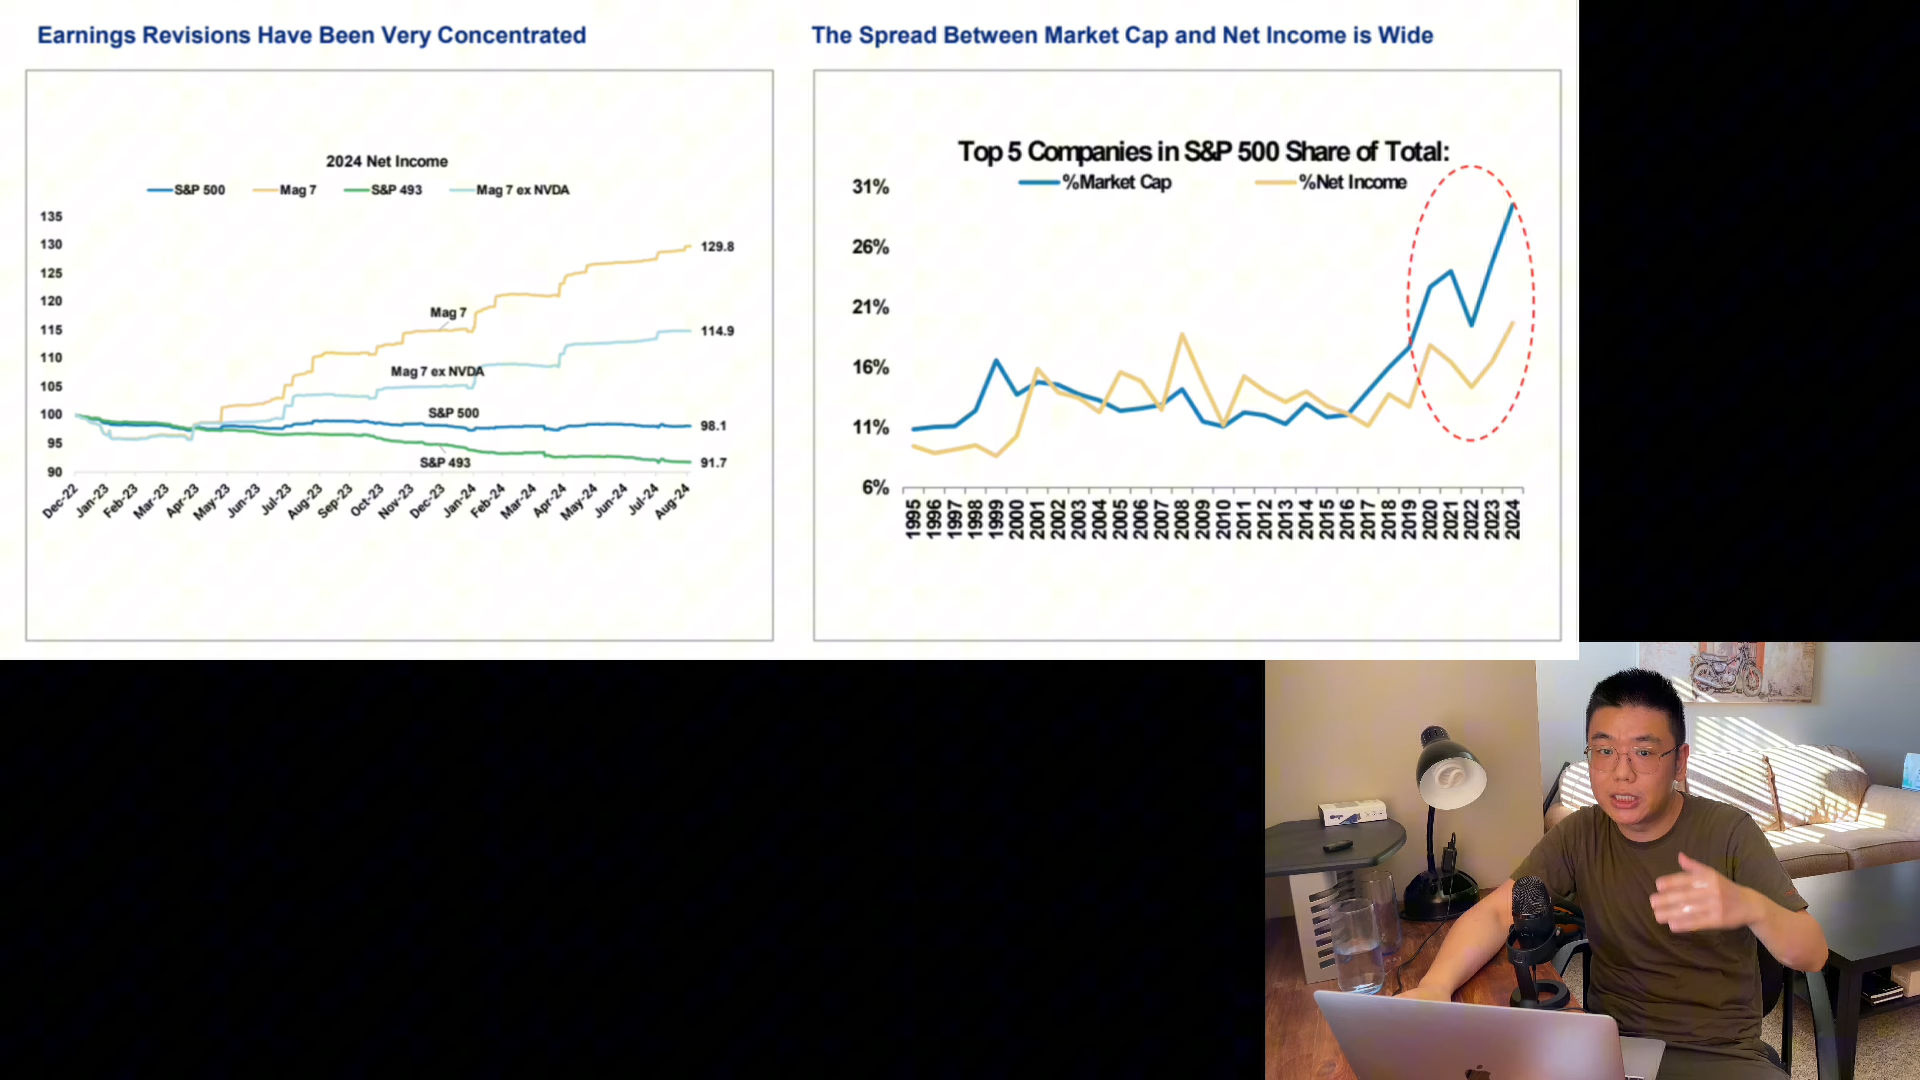 Earnings Revisions Have Been Very Concentrated
2024 Net Income
S&P 500 Mag 7 S&P 493 Mag 7 ex NVDA
135
130
125
120
115
110
105
100
95
90
129.8
Mag 7
114.9
Mag 7 ex NVDA
S&P 500
98.1
S&P 493
91.7
Dec-22 Jan-23 Feb-23 Mar-23 Apr-23 May-23 Jun-23 Jul-23 Aug-23 Sep-23 Oct-23 Nov-23 Dec-23 Jan-24 Feb-24 Mar-24 Apr-24 May-24 Jun-24 Jul-24 Aug-24
The Spread Between Market Cap and Net Income is Wide
Top 5 Companies in S&P 500 Share of Total:
%Market Cap %Net Income
31%
26%
21%
16%
11%
6%
1995 1996 1997 1998 1999 2000 2001 2002 2003 2004 2005 2006 2007 2008 2009 2010 2011 2012 2013 2014 2015 2016 2017 2018 2019 2020 2021 2022 2023 2024